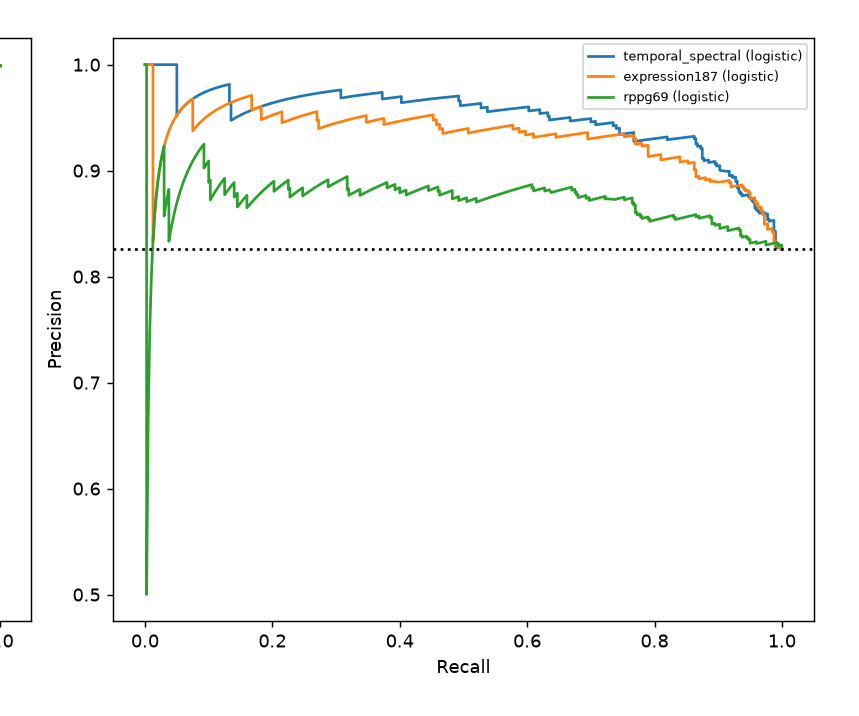 temporal_spectral (logistic)
expression187 (logistic)
rppg69 (logistic)
1.0
0.9
0.8
0.7
0.6
0.5
Precision
0.0 0.2 0.4 0.6 0.8 1.0
Recall